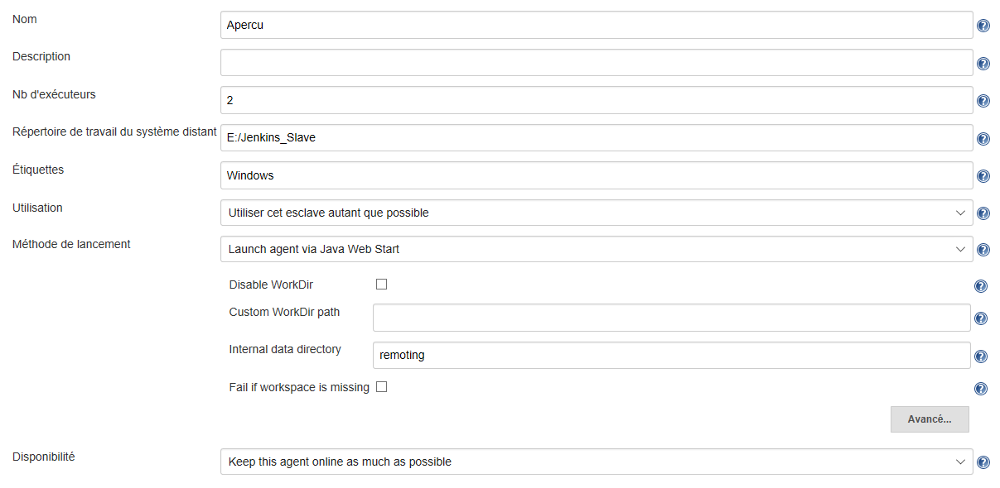 Nom
Apercu
Description
Nb d'exécuteurs
2
Répertoire de travail du système distant
E:/Jenkins_Slave
Étiquettes
Windows
Utilisation
Utiliser cet esclave autant que possible
Méthode de lancement
Launch agent via Java Web Start
Disable WorkDir
Custom WorkDir path
Internal data directory
remoting
Fail if workspace is missing
Avancé...
Disponibilité
Keep this agent online as much as possible